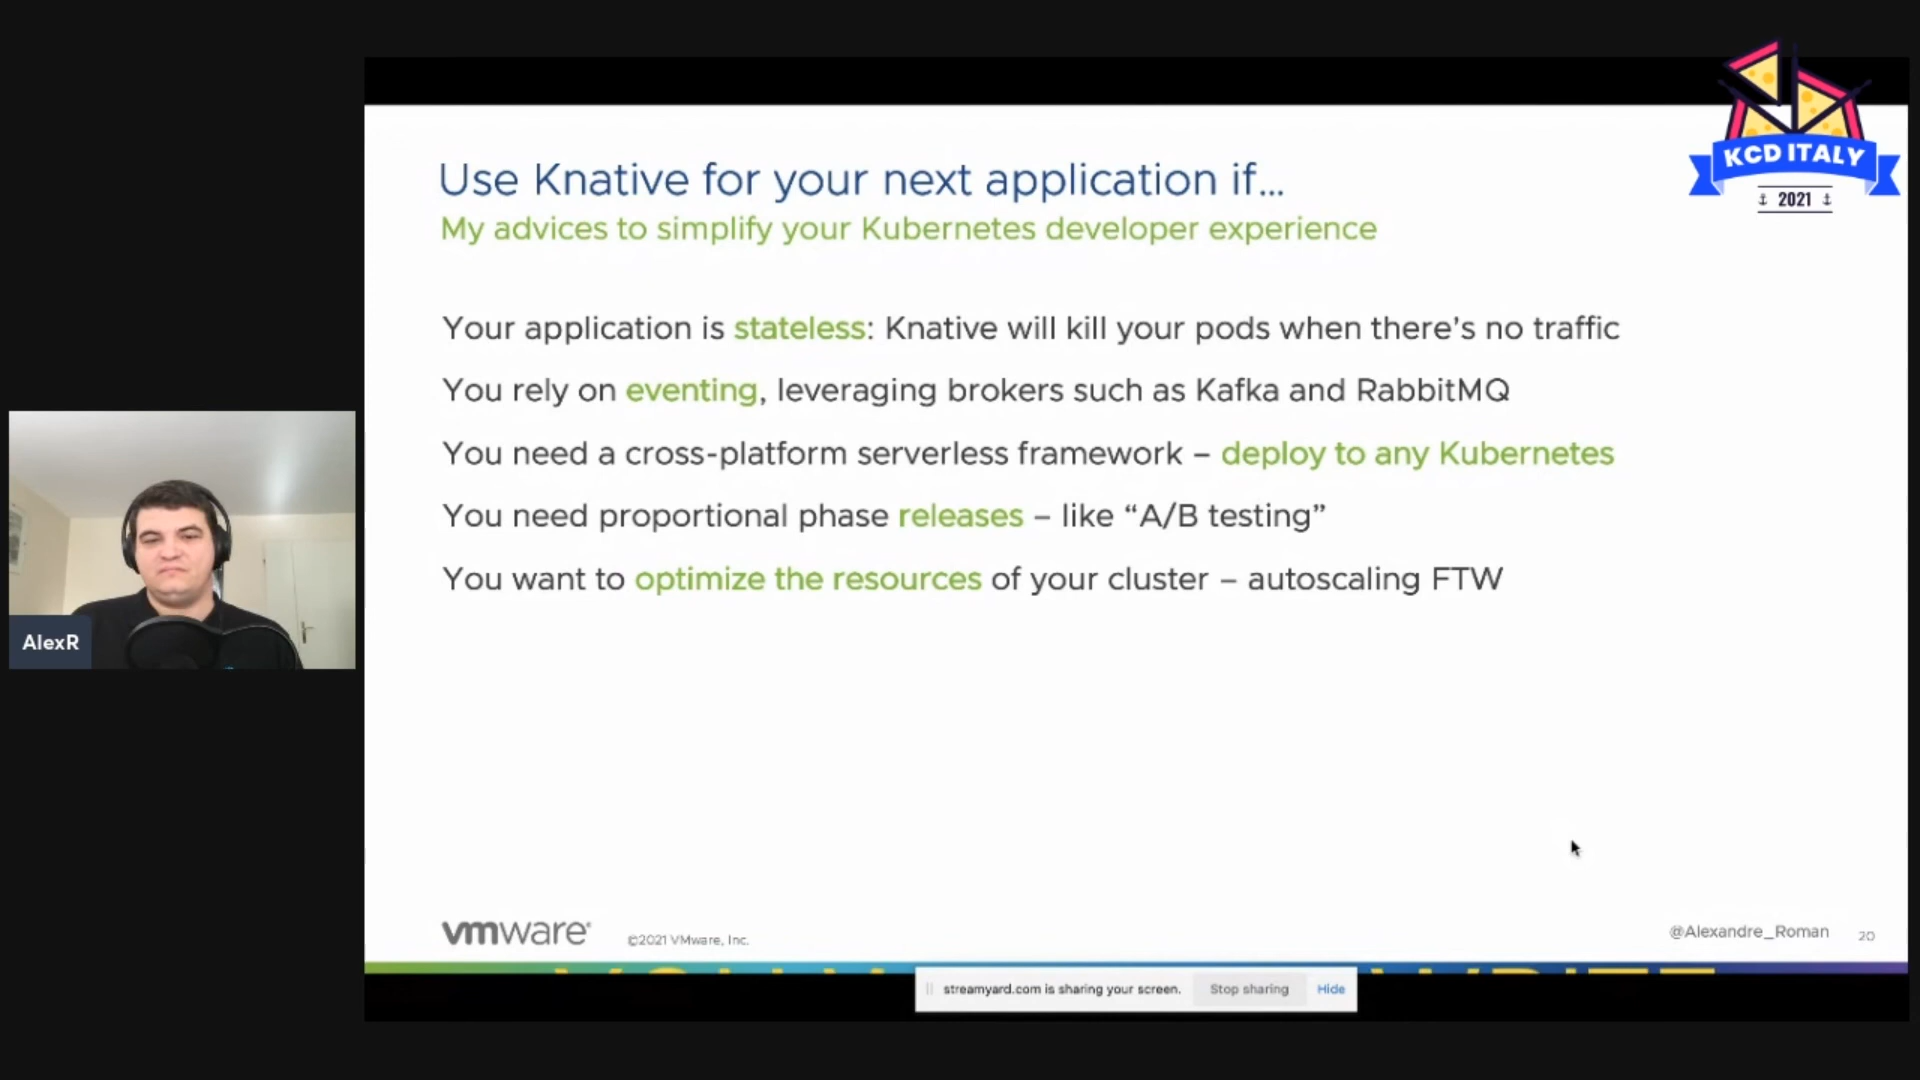 KCD ITALY
2021
Use Knative for your next application if...
My advices to simplify your Kubernetes developer experience
Your application is stateless: Knative will kill your pods when there's no traffic
You rely on eventing, leveraging brokers such as Kafka and RabbitMQ
You need a cross-platform serverless framework – deploy to any Kubernetes
You need proportional phase releases – like “A/B testing”
You want to optimize the resources of your cluster – autoscaling FTW
AlexR
vmware®
©2021 VMware, Inc.
@Alexandre_Roman
20
streamyard.com is sharing your screen.
Stop sharing
Hide